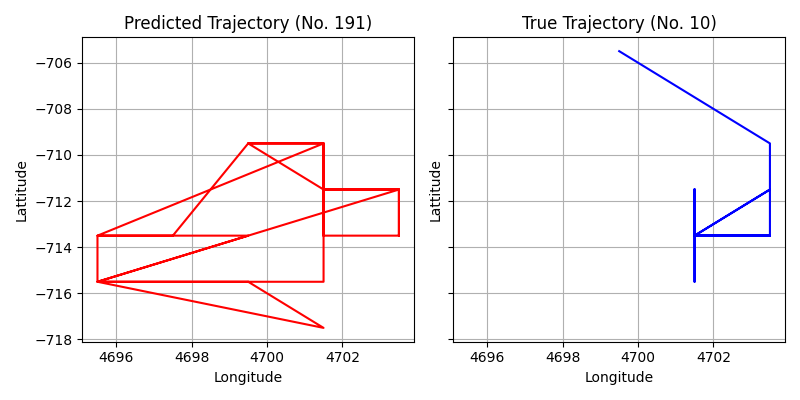 Predicted Trajectory (No. 191)
True Trajectory (No. 10)
−706
−708
−710
−712
−714
−716
−718
Lattitude
Lattitude
4696
4698
4700
4702
4696
4698
4700
4702
Longitude
Longitude